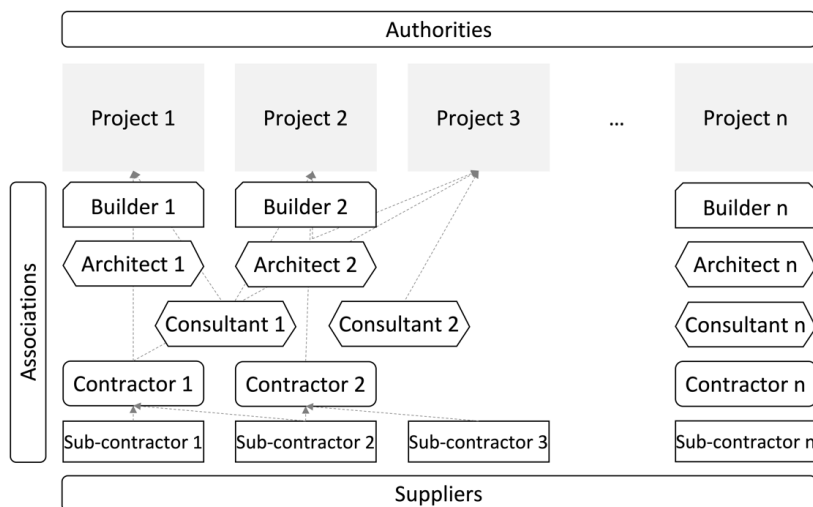 Authorities
Project 1
Project 2
Project 3
...
Project n
Associations
Builder 1
Builder 2
Builder n
Architect 1
Architect 2
Architect n
Consultant 1
Consultant 2
Consultant n
Contractor 1
Contractor 2
Contractor n
Sub-contractor 1
Sub-contractor 2
Sub-contractor 3
Sub-contractor n
Suppliers